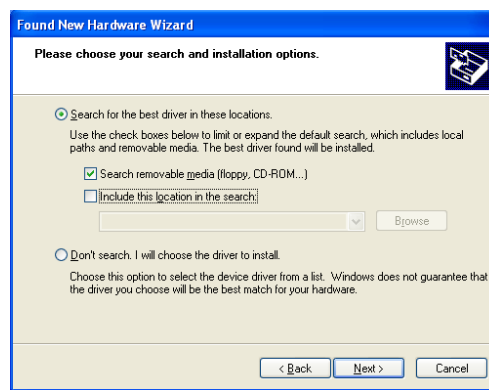 Found New Hardware Wizard
Please choose your search and installation options.
Search for the best driver in these locations.
Use the check boxes below to limit or expand the default search, which includes local
paths and removable media. The best driver found will be installed.
Search removable media (floppy, CD-ROM...)
Include this location in the search:
Browse
Don't search. I will choose the driver to install.
Choose this option to select the device driver from a list. Windows does not guarantee that
the driver you choose will be the best match for your hardware.
< Back
Next >
Cancel